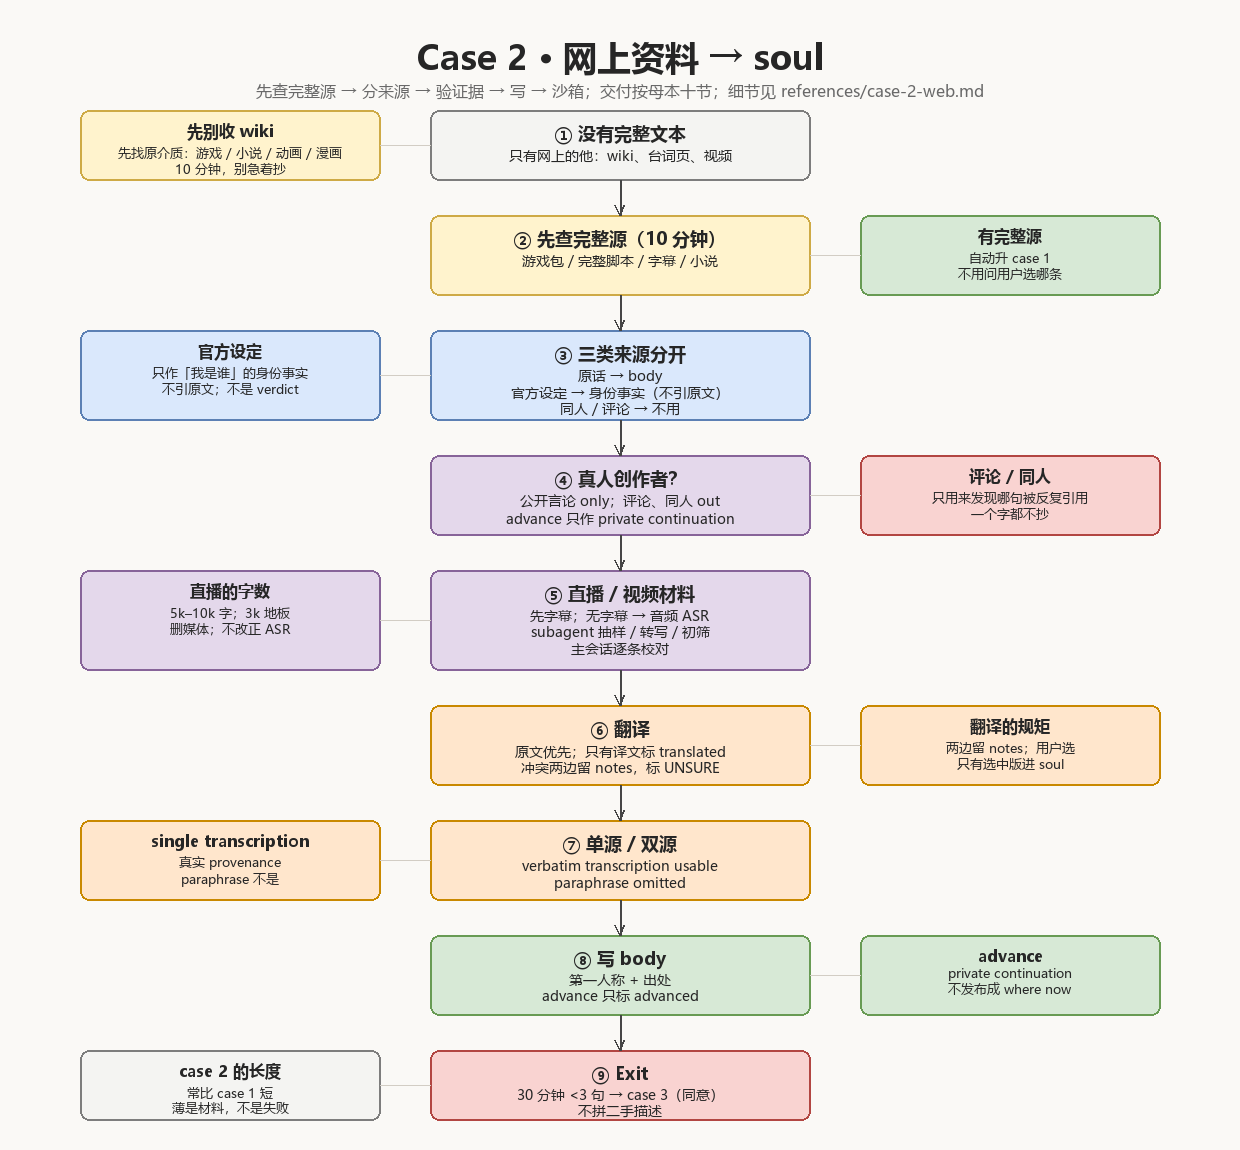 Case 2 • 网上资料 → soul
先查完整源 → 分来源 → 验证据 → 写 → 沙箱；交付按母本十节；细节见 references/case-2-web.md
先别收 wiki
先找原介质：游戏 / 小说 / 动画 / 漫画
10 分钟，别急着抄
① 没有完整文本
只有网上的他：wiki、台词页、视频
② 先查完整源（10 分钟）
游戏包 / 完整脚本 / 字幕 / 小说
有完整源
自动升 case 1
不用问用户选哪条
官方设定
只作「我是谁」的身份事实
不引原文；不是 verdict
③ 三类来源分开
原话 → body
官方设定 → 身份事实（不引原文）
同人 / 评论 → 不用
④ 真人创作者？
公开言论 only；评论、同人 out
advance 只作 private continuation
评论 / 同人
只用来发现哪句被反复引用
一个字都不抄
直播的字数
5k–10k 字；3k 地板
删媒体；不改正 ASR
⑤ 直播 / 视频材料
先字幕；无字幕 → 音频 ASR
subagent 抽样 / 转写 / 初筛
主会话逐条校对
⑥ 翻译
原文优先；只有译文标 translated
冲突两边留 notes，标 UNSURE
翻译的规矩
两边留 notes；用户选
只有选中版进 soul
single transcription
真实 provenance
paraphrase 不是
⑦ 单源 / 双源
verbatim transcription usable
paraphrase omitted
⑧ 写 body
第一人称 + 出处
advance 只标 advanced
advance
private continuation
不发布成 where now
case 2 的长度
常比 case 1 短
薄是材料，不是失败
⑨ Exit
30 分钟 <3 句 → case 3（同意）
不拼二手描述